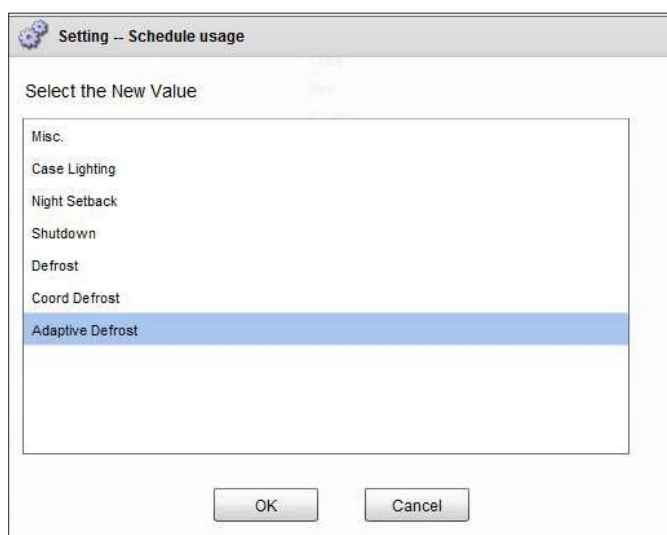 Setting -- Schedule usage
Select the New Value
Misc.
Case Lighting
Night Setback
Shutdown
Defrost
Coord Defrost
Adaptive Defrost
OK
Cancel